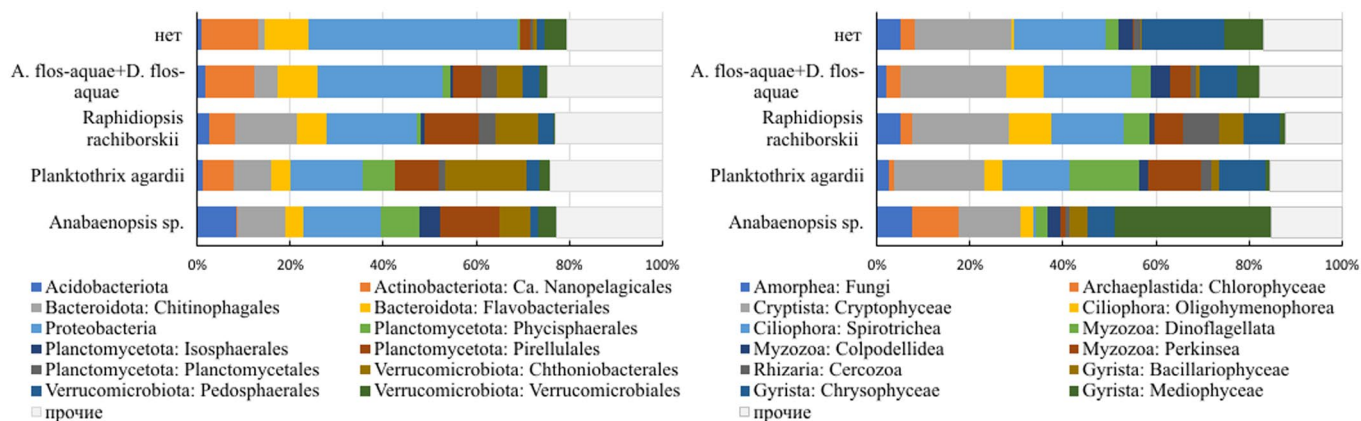 нет
A. flos-aquae+D. flos-
aquae
Raphidiopsis
rachiborskii
Planktothrix agardii
Anabaenopsis sp.
0% 20% 40% 60% 80% 100%
Acidobacteriota
Actinobacteriota: Ca. Nanopelagicales
Bacteroidota: Chitinophagales
Bacteroidota: Flavobacteriales
Proteobacteria
Planctomycetota: Phycisphaerales
Planctomycetota: Isosphaerales
Planctomycetota: Pirellulales
Planctomycetota: Planctomycetales
Verrucomicrobiota: Chthoniobacterales
Verrucomicrobiota: Pedosphaerales
Verrucomicrobiota: Verrucomicrobiales
прочие
нет
A. flos-aquae+D. flos-
aquae
Raphidiopsis
rachiborskii
Planktothrix agardii
Anabaenopsis sp.
0% 20% 40% 60% 80% 100%
Amorphea: Fungi
Archaeplastida: Chlorophyceae
Cryptista: Cryptophyceae
Ciliophora: Oligohymenophorea
Ciliophora: Spirotrichea
Myzozoa: Dinoflagellata
Myzozoa: Colpodellidea
Myzozoa: Perkinsea
Rhizaria: Cercozoa
Gyrista: Bacillariophyceae
Gyrista: Chrysophyceae
Gyrista: Mediophyceae
прочие